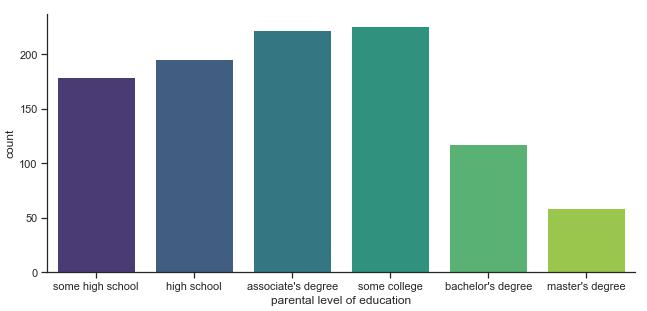 count
200
150
100
50
0
some high school high school associate's degree some college bachelor's degree master's degree
parental level of education